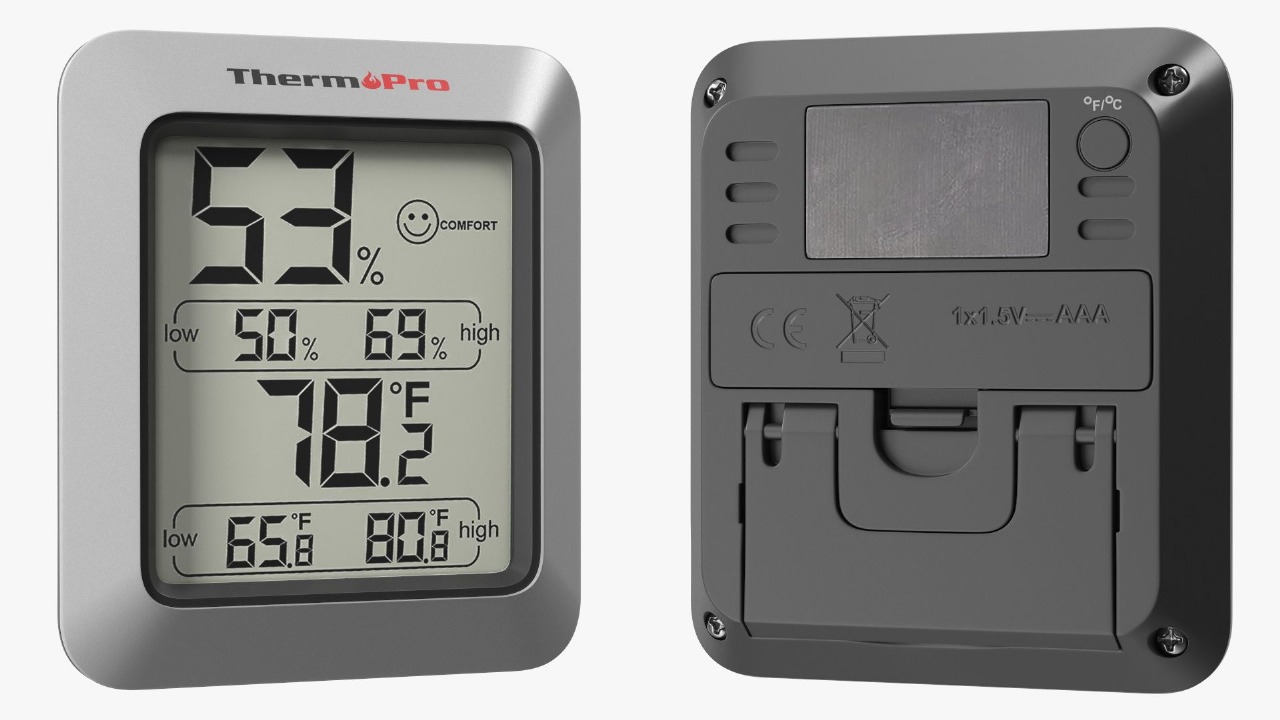 ThermoPro
53%
COMFORT
low 50% 69% high
78.2°F
low 65.8°F 80.8°F high
°F/°C
CE 1x1.5V⎓AAA